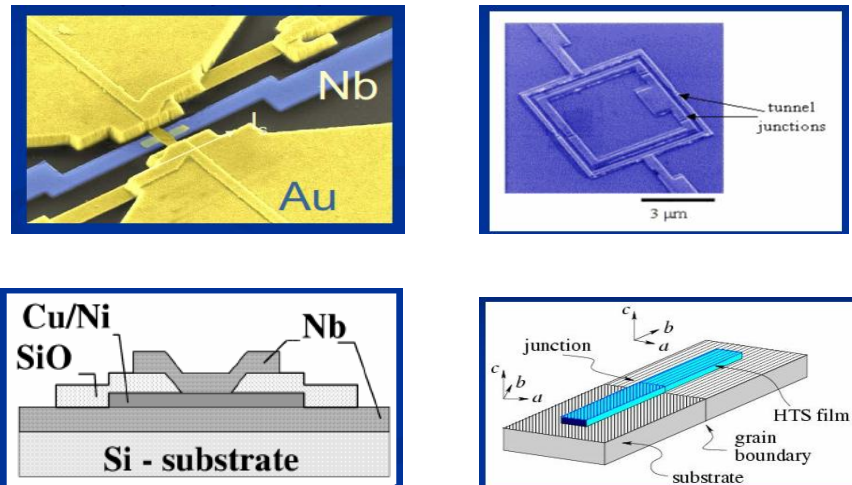 Nb
Au
tunnel
junctions
3 μm
Cu/Ni
SiO
Nb
Si - substrate
c
b
a
junction
c
b
a
HTS film
grain
boundary
substrate